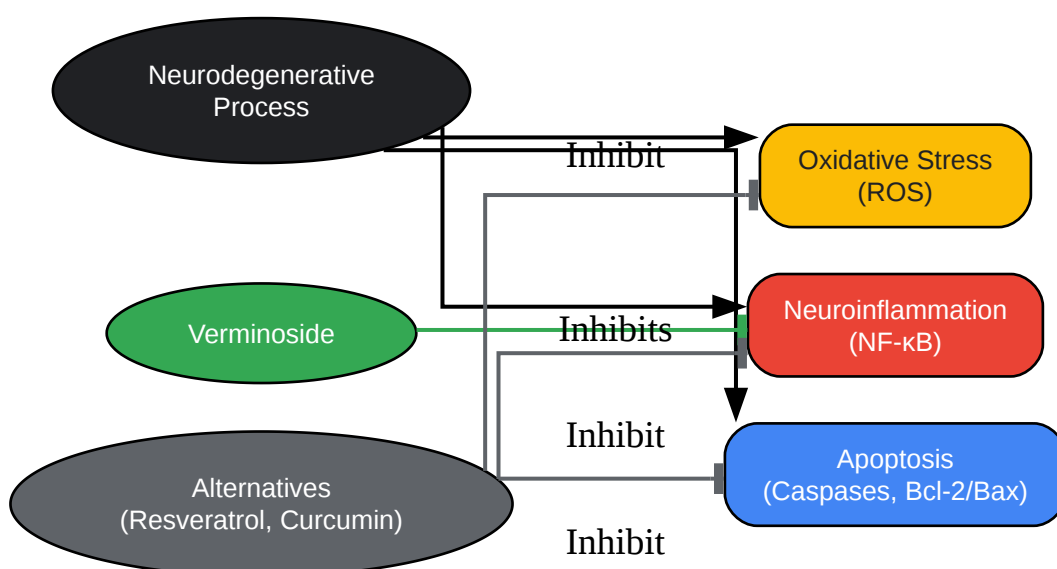 Neurodegenerative
Process
Inhibit
Oxidative Stress
(ROS)
Verminoside
Inhibits
Neuroinflammation
(NF-κB)
Inhibit
Alternatives
(Resveratrol, Curcumin)
Apoptosis
(Caspases, Bcl-2/Bax)
Inhibit